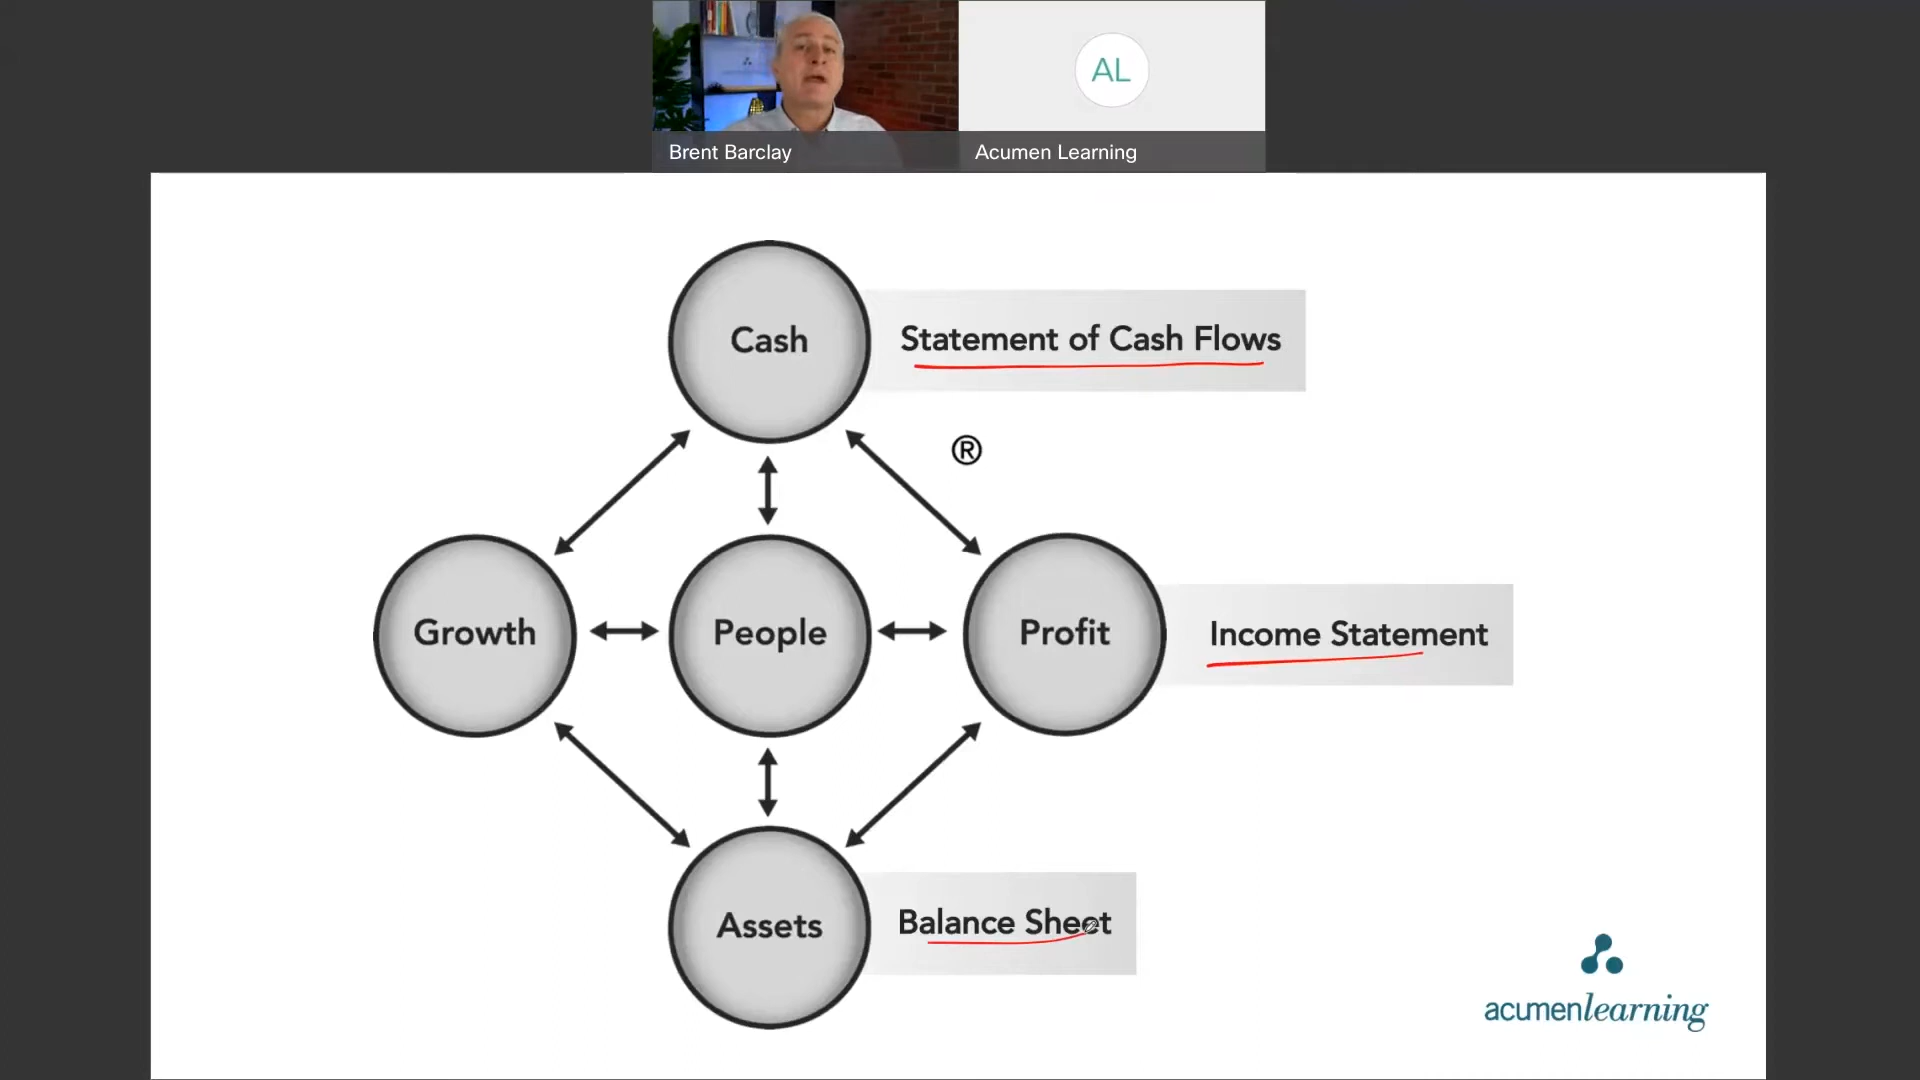 AL
Brent Barclay
Acumen Learning
Cash
Statement of Cash Flows
®
Growth
People
Profit
Income Statement
Assets
Balance Sheet
acumenlearning